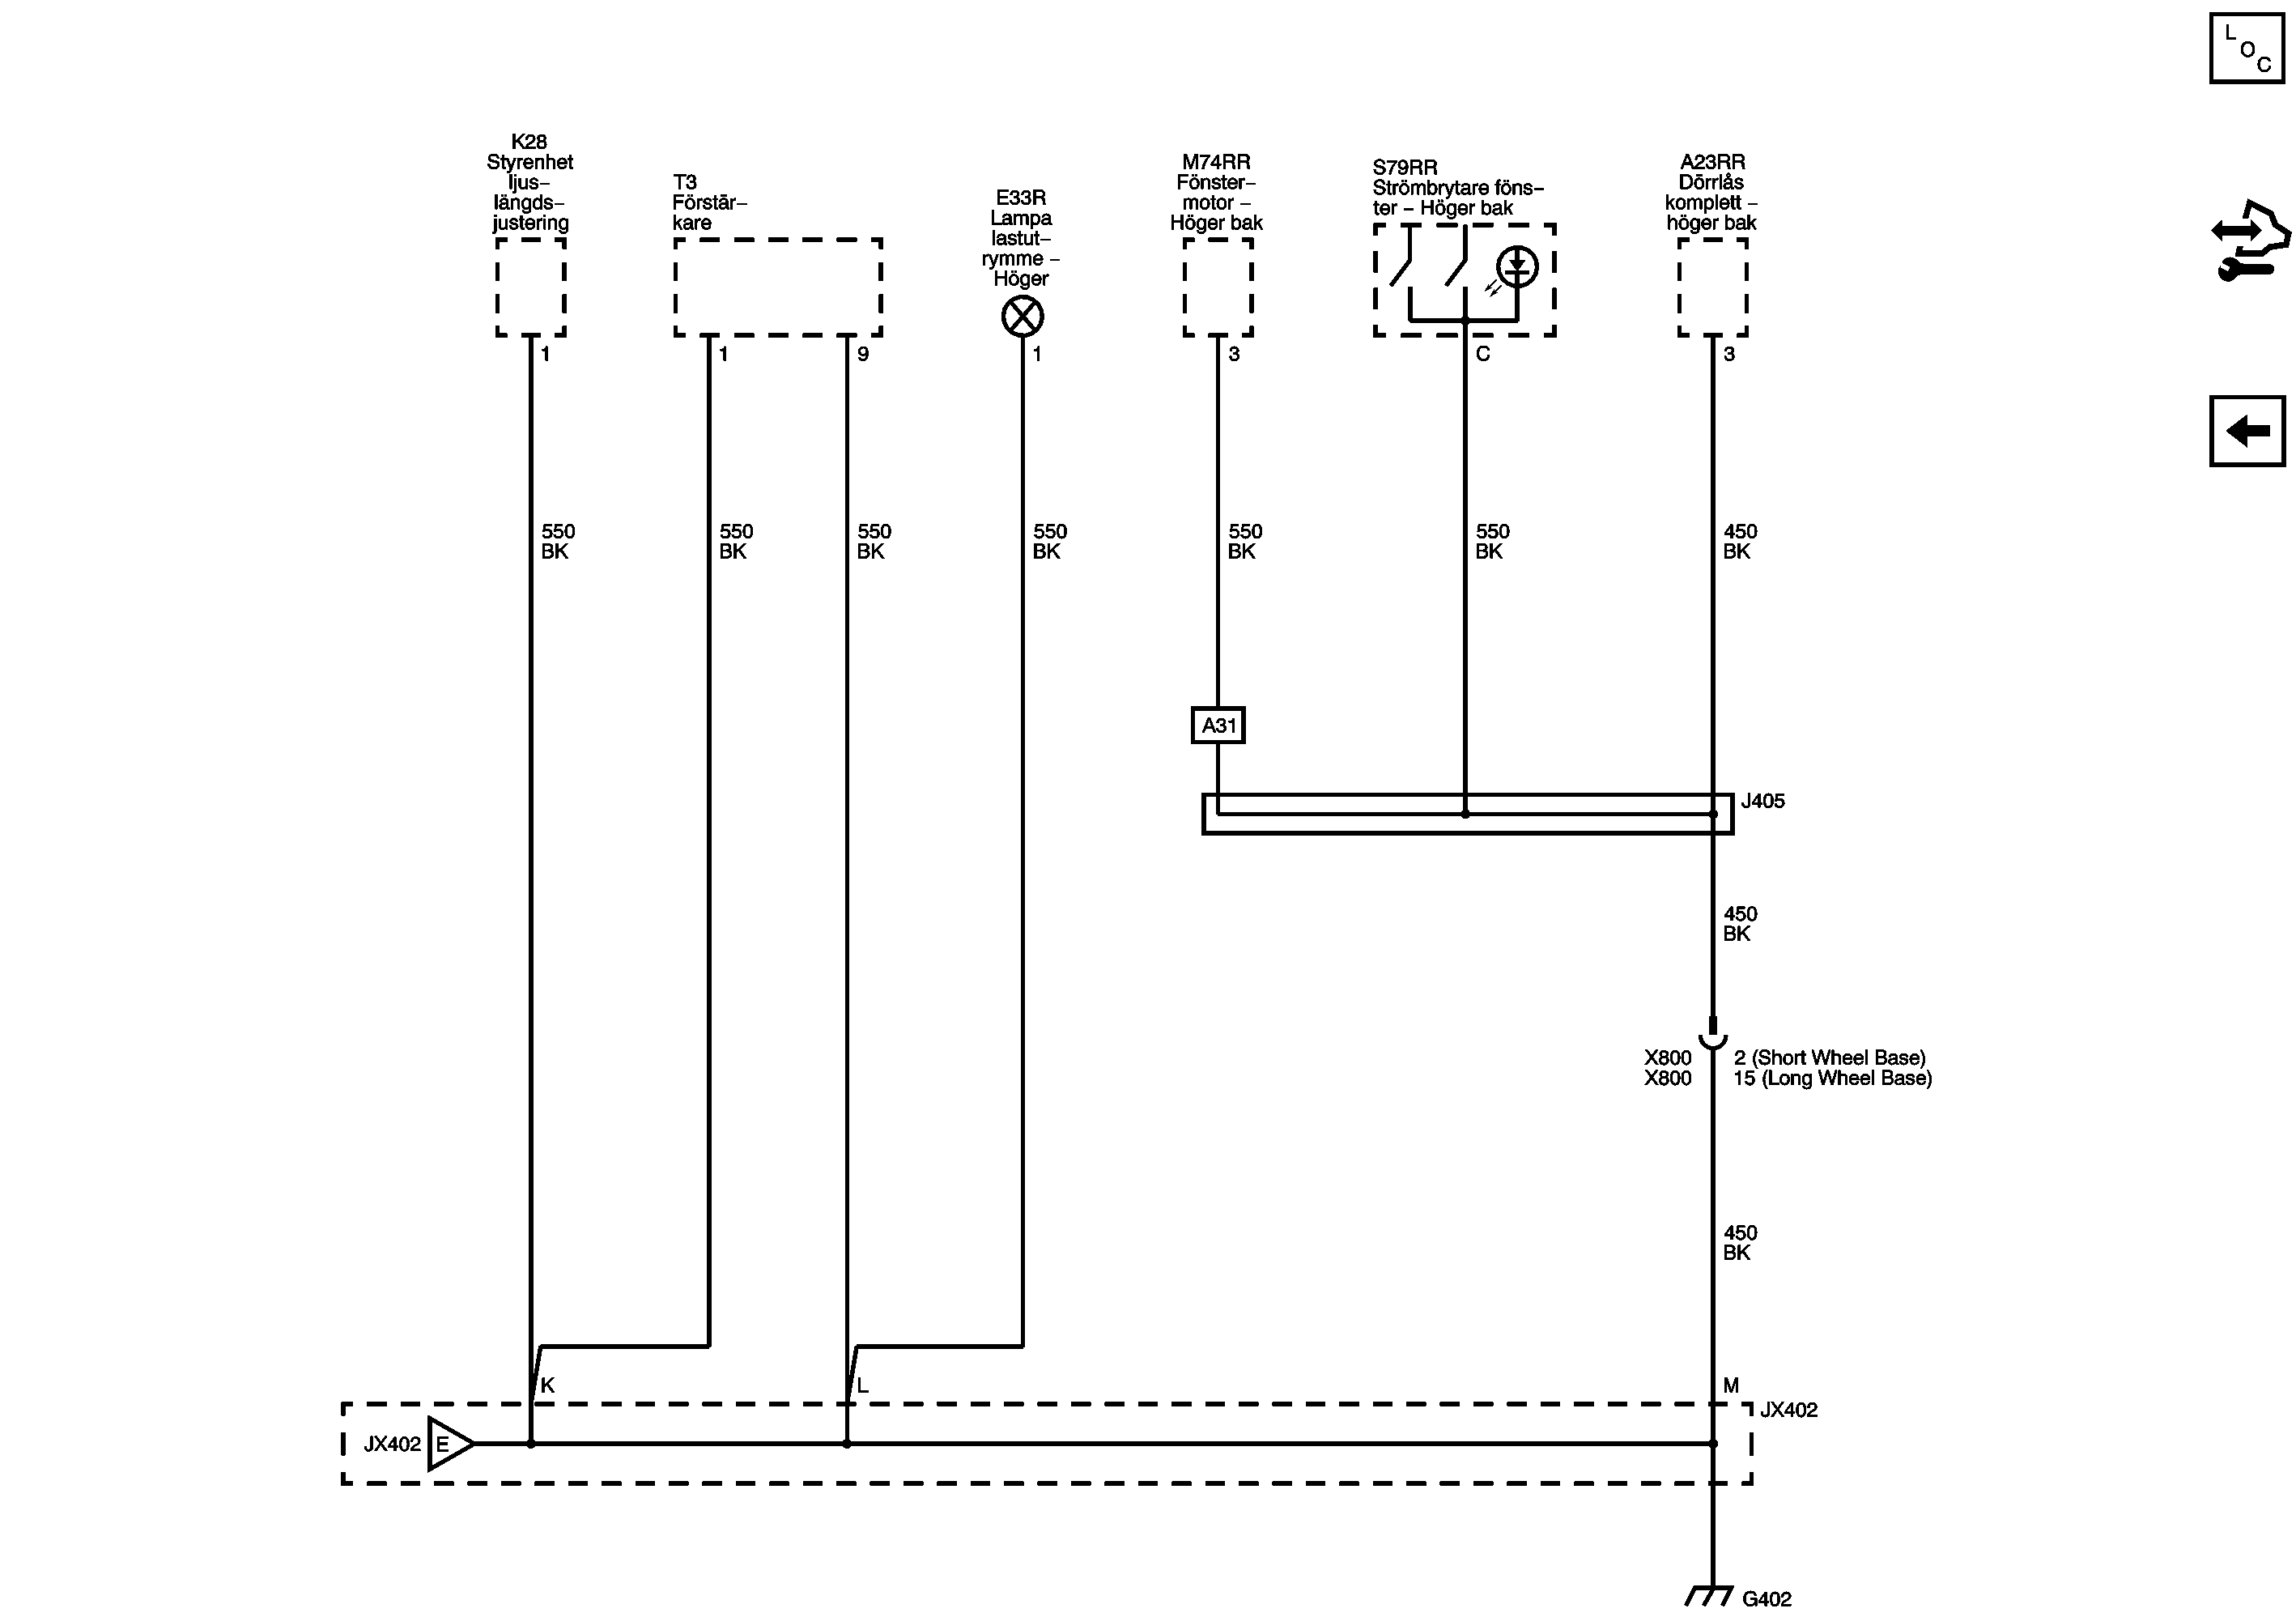 L
O
C
K28
Styrenhet
ljus–
längds–
justering
T3
Förstär–
kare
E33R
Lampa
lastut–
rymme –
Höger
M74RR
Fönster–
motor –
Höger bak
S79RR
Strömbrytare föns–
ter – Höger bak
A23RR
Dörrlås
komplett –
höger bak
1
1
9
1
3
C
3
550
BK
550
BK
550
BK
550
BK
550
BK
550
BK
450
BK
A31
J405
450
BK
X800 2 (Short Wheel Base)
X800 15 (Long Wheel Base)
450
BK
K
L
M
JX402
JX402
E
G402